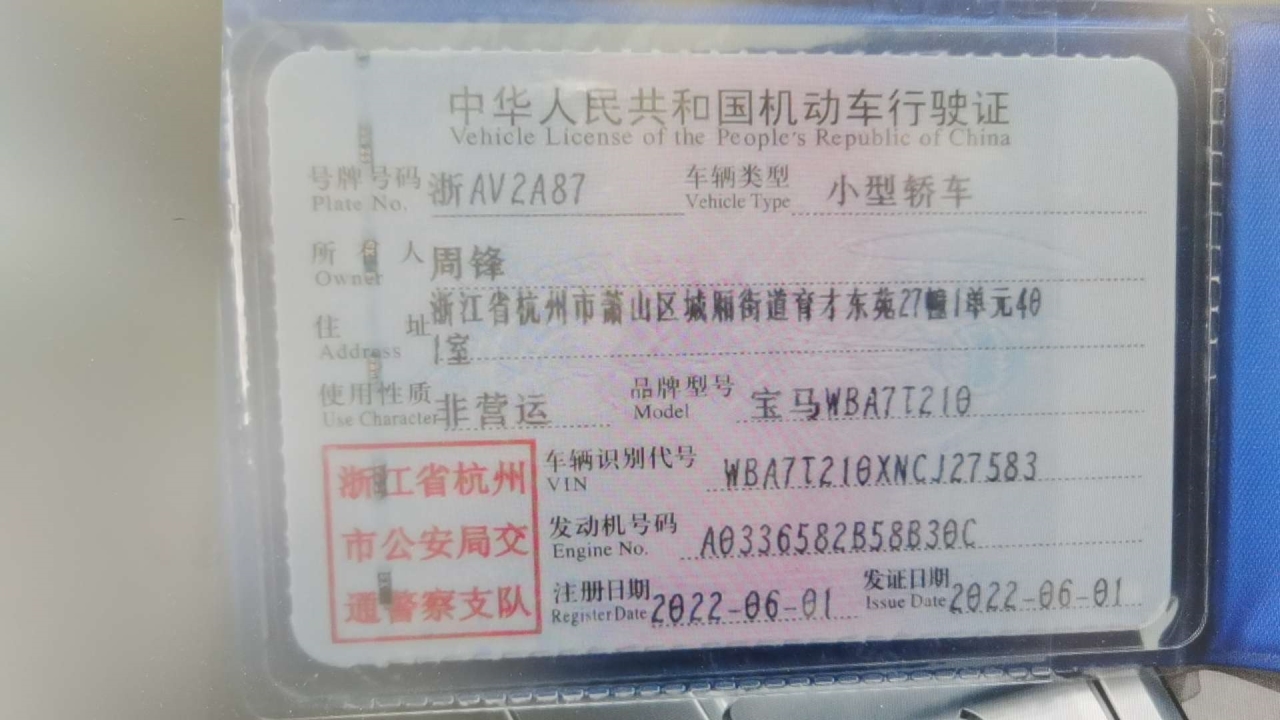 中华人民共和国机动车行驶证
Vehicle License of the People's Republic of China
号牌号码 浙AV2A87 车辆类型 小型轿车
Plate No. Vehicle Type
所有人 周锋
Owner
浙江省杭州市萧山区城厢街道育才东苑27幢1单元40
住址 1室
Address
使用性质 非营运 品牌型号 宝马WBA7T210
Use Character Model
浙江省杭州 车辆识别代号 WBA7T210XNCJ27583
VIN
市公安局交 发动机号码 A0336582B58B30C
Engine No.
通警察支队 注册日期 2022-06-01 发证日期 2022-06-01
Register Date Issue Date